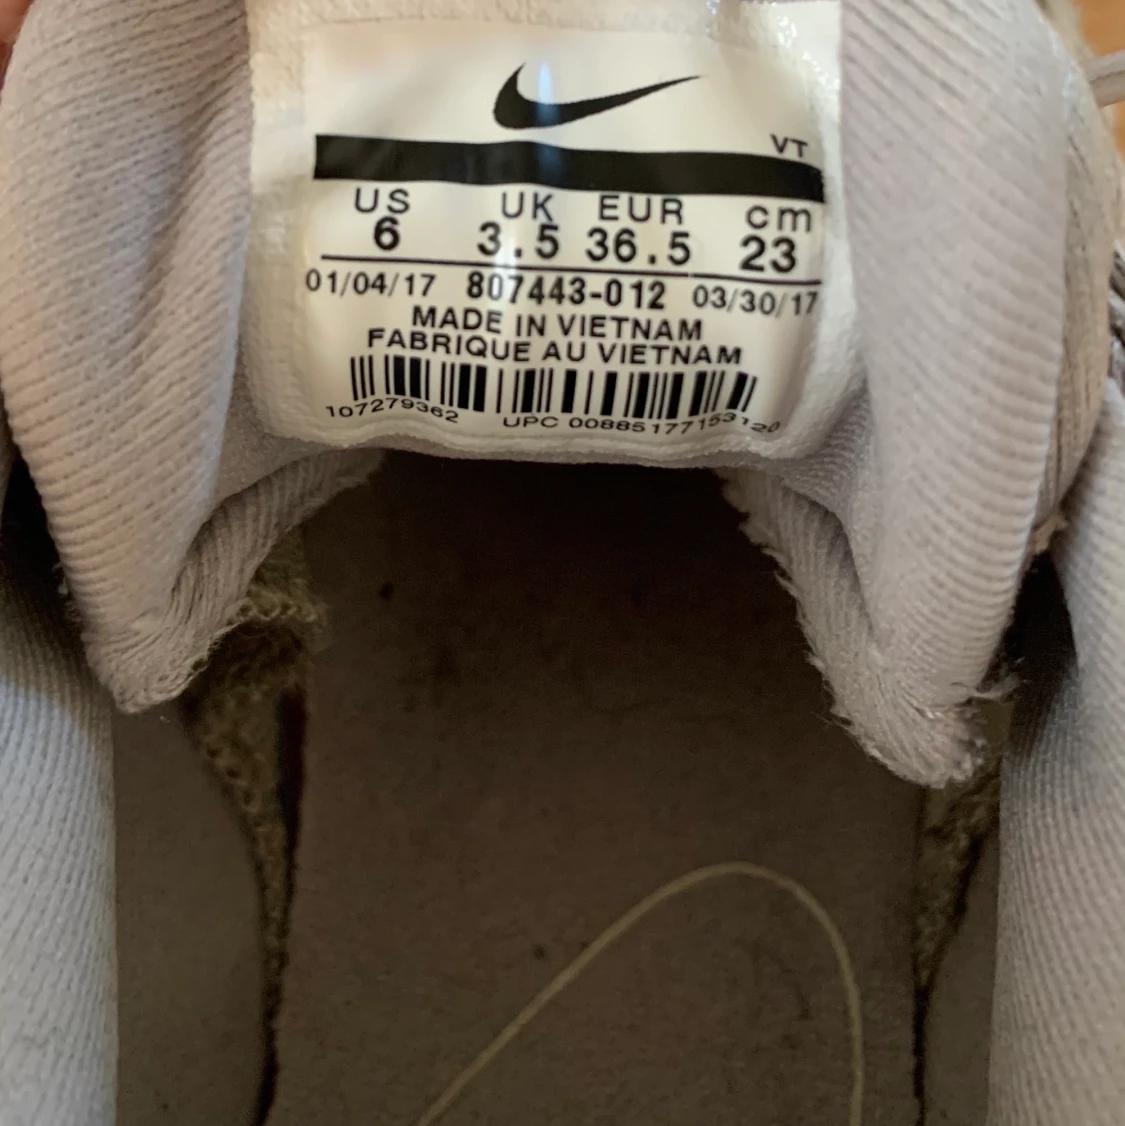 VT
US UK EUR cm
6 3.5 36.5 23
01/04/17 807443-012 03/30/17
MADE IN VIETNAM
FABRIQUE AU VIETNAM
107279362 UPC 00885177153120